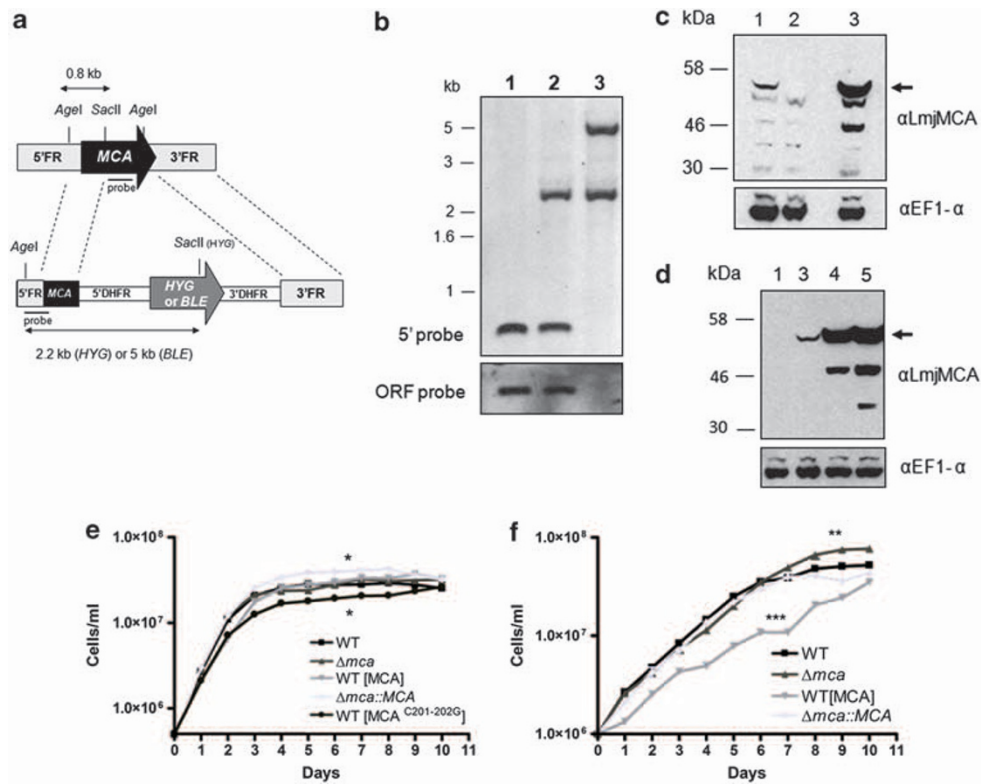 a
0.8 kb
AgeI
SacII
AgeI
5'FR
MCA
3'FR
probe
AgeI
SacII (HYG)
5'FR
MCA
5'DHFR
HYG
or BLE
3'DHFR
3'FR
probe
2.2 kb (HYG) or 5 kb (BLE)
b
kb
1 2 3
5
3
2
1.6
1
5' probe
ORF probe
c
kDa
1 2 3
58
46
30
αLmjMCA
αEF1-α
d
kDa
1 3 4 5
58
46
30
αLmjMCA
αEF1-α
e
Cells/ml
1.0×10⁸
1.0×10⁷
1.0×10⁶
*
*
WT
Δmca
WT [MCA]
Δmca::MCA
WT [MCA C201-202G]
0 1 2 3 4 5 6 7 8 9 10 11
Days
f
Cells/ml
1.0×10⁸
1.0×10⁷
1.0×10⁶
**
***
WT
Δmca
WT[MCA]
Δmca::MCA
0 1 2 3 4 5 6 7 8 9 10 11
Days